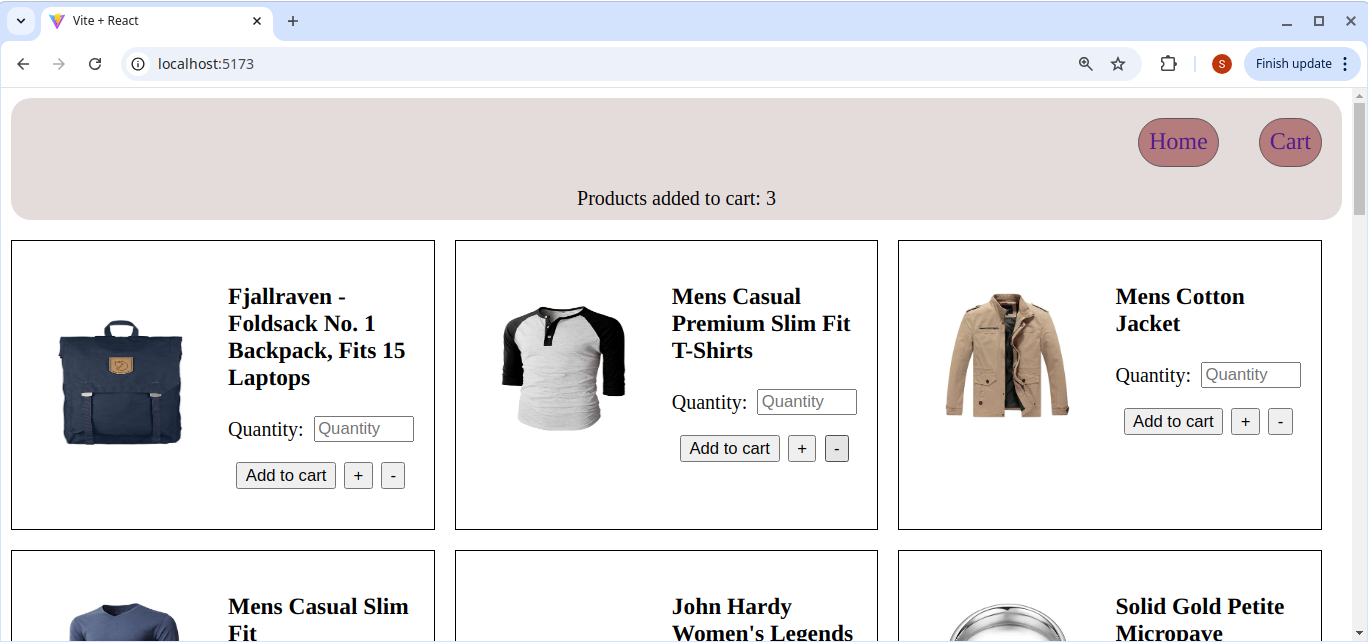 Vite + React
localhost:5173
S
Finish update
Home
Cart
Products added to cart: 3
Fjallraven -
Foldsack No. 1
Backpack, Fits 15
Laptops
Quantity:
Quantity
Add to cart
+
-
Mens Casual
Premium Slim Fit
T-Shirts
Quantity:
Quantity
Add to cart
+
-
Mens Cotton
Jacket
Quantity:
Quantity
Add to cart
+
-
Mens Casual Slim
Fit
John Hardy
Women's Legends
Solid Gold Petite
Micropave